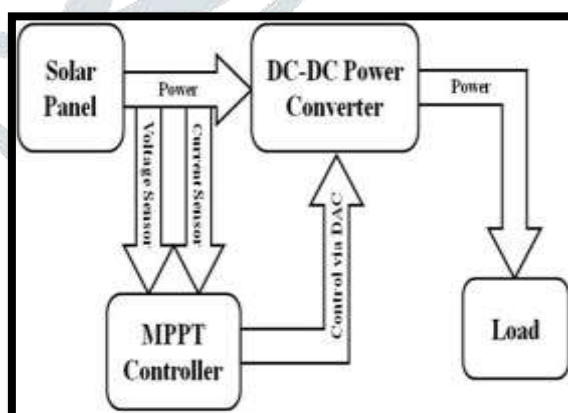 Solar
Panel
Power
DC-DC Power
Converter
Power
Voltage Sensor
Current Sensor
Control via DAC
MPPT
Controller
Load